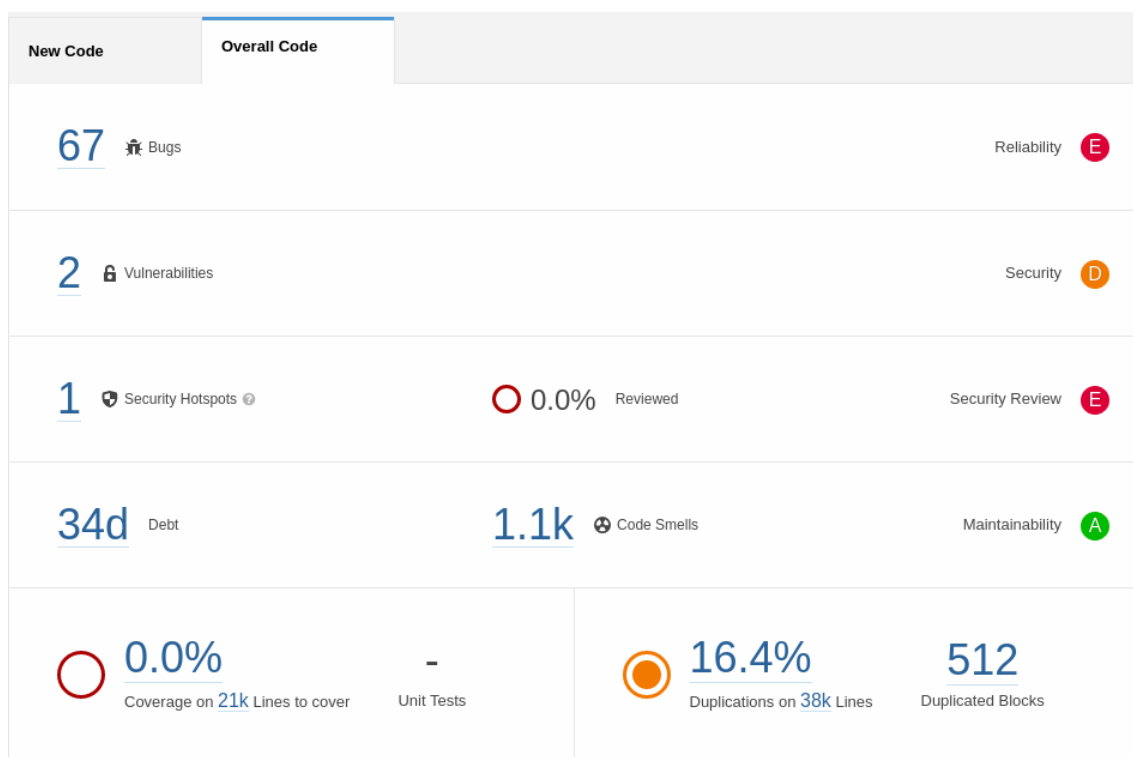 New Code
Overall Code
67 Bugs Reliability E
2 Vulnerabilities Security D
1 Security Hotspots ? 0.0% Reviewed Security Review E
34d Debt 1.1k Code Smells Maintainability A
0.0% - 16.4% 512
Coverage on 21k Lines to cover Unit Tests Duplications on 38k Lines Duplicated Blocks